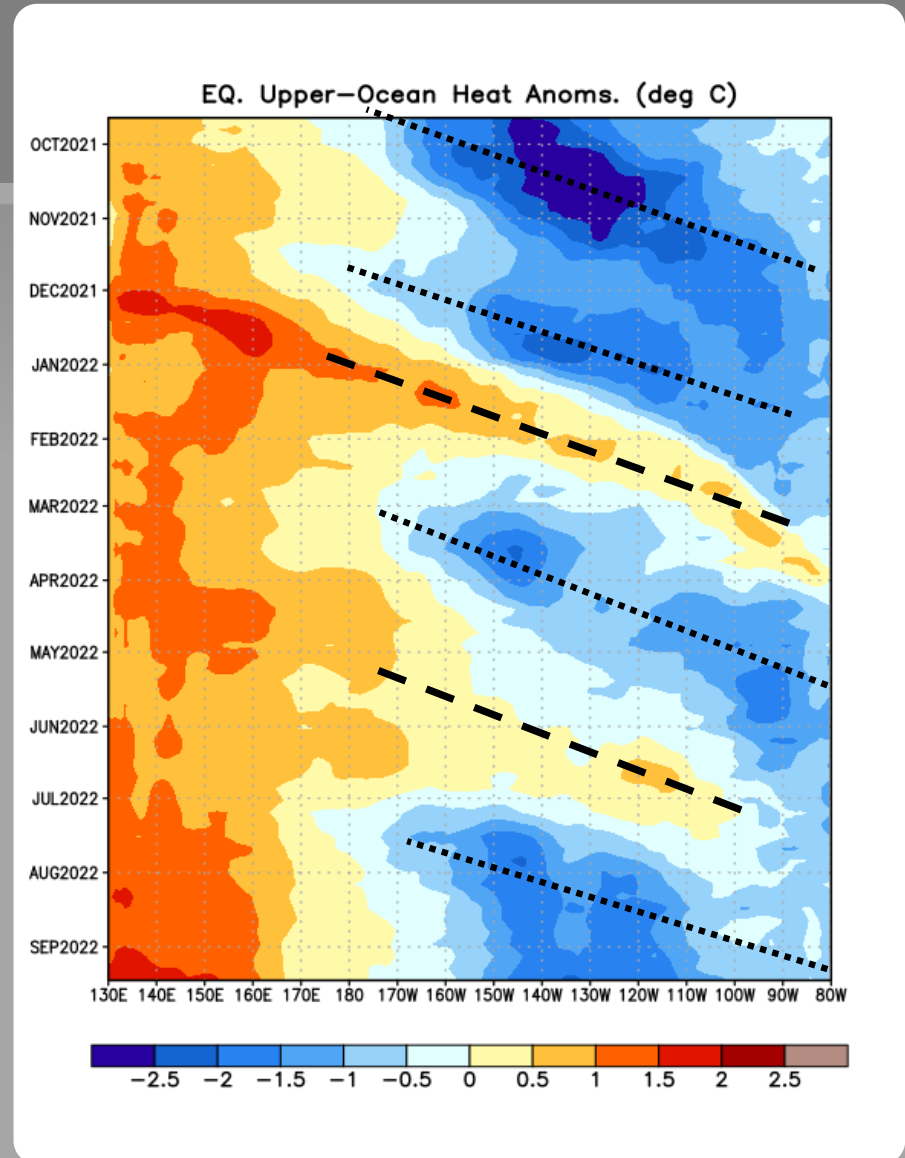 EQ. Upper-Ocean Heat Anoms. (deg C)
OCT2021
NOV2021
DEC2021
JAN2022
FEB2022
MAR2022
APR2022
MAY2022
JUN2022
JUL2022
AUG2022
SEP2022
130E 140E 150E 160E 170E 180 170W 160W 150W 140W 130W 120W 110W 100W 90W 80W
-2.5 -2 -1.5 -1 -0.5 0 0.5 1 1.5 2 2.5